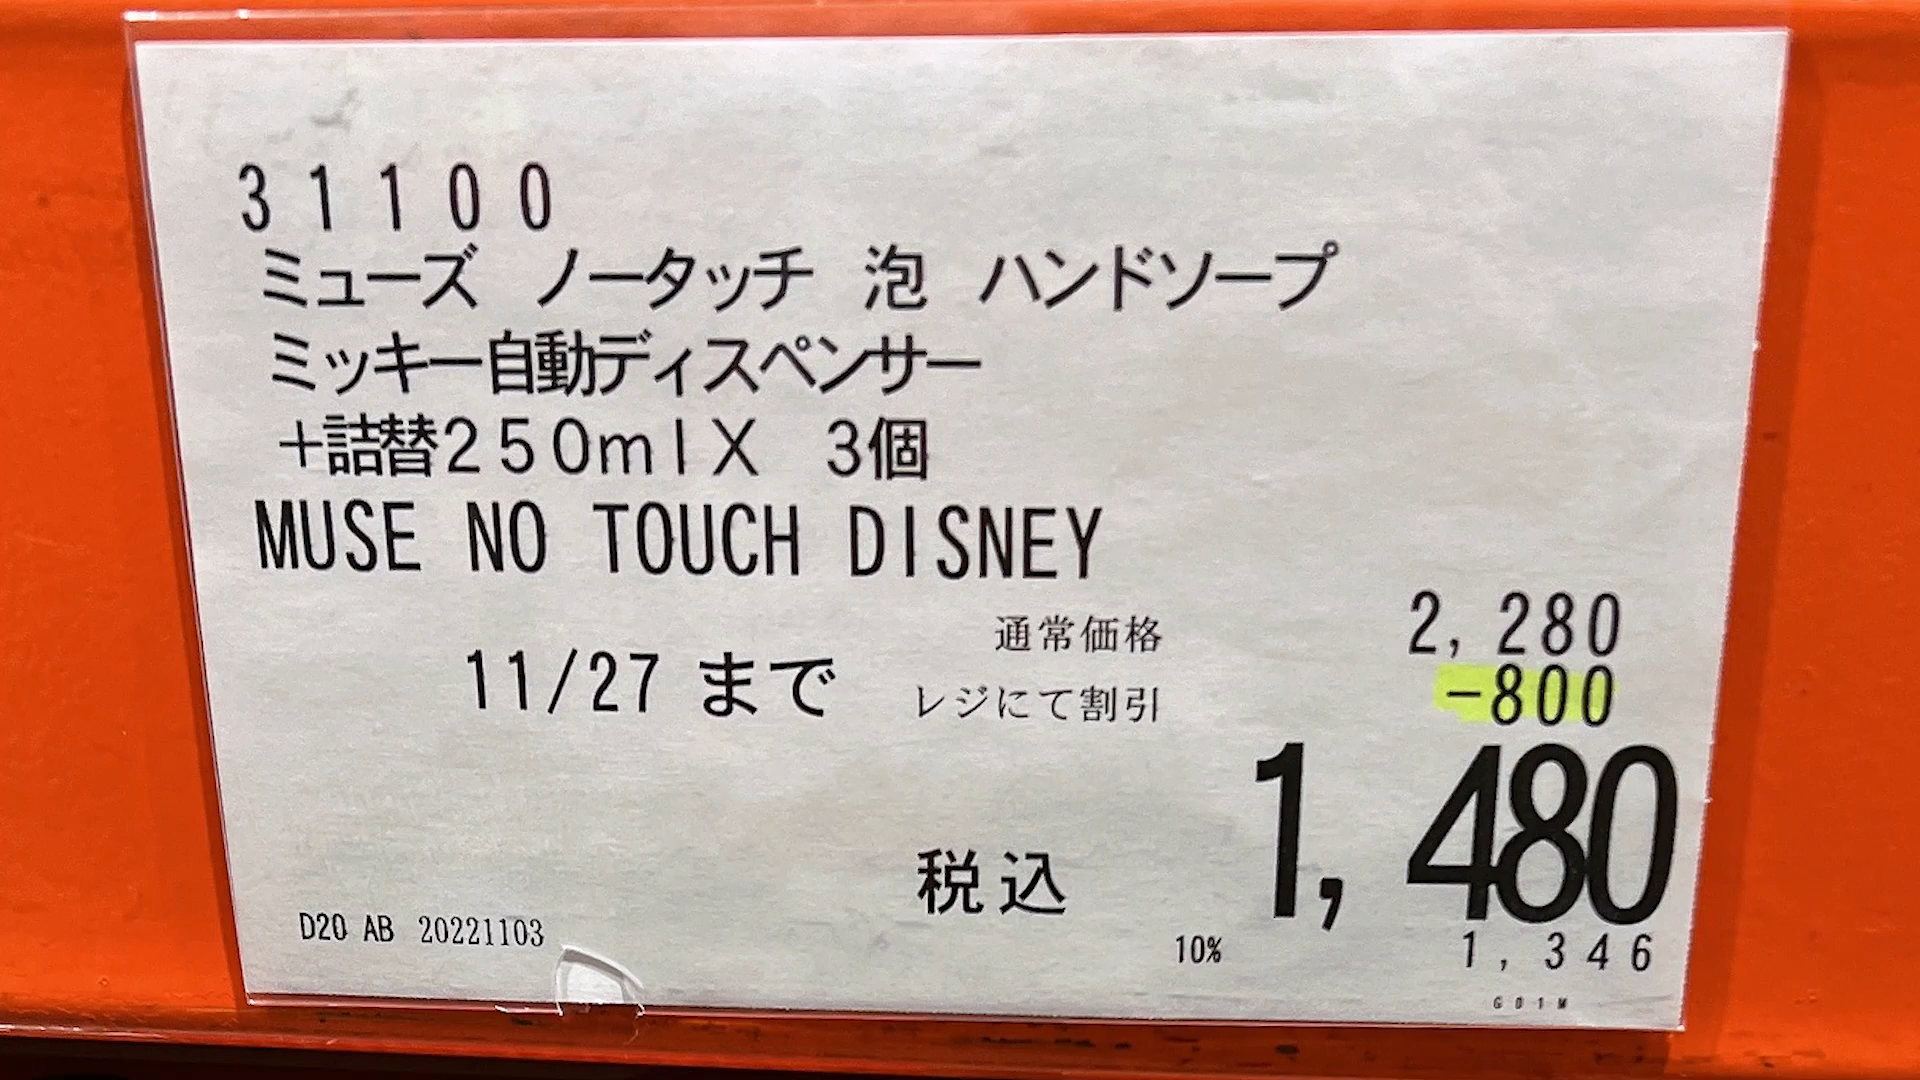 31100
ミューズ ノータッチ 泡 ハンドソープ
ミッキー自動ディスペンサー
+詰替250mlX 3個
MUSE NO TOUCH DISNEY
通常価格 2,280
11/27 まで レジにて割引 -800
税込 1,480
D20 AB 20221103
10% 1,346
G01M